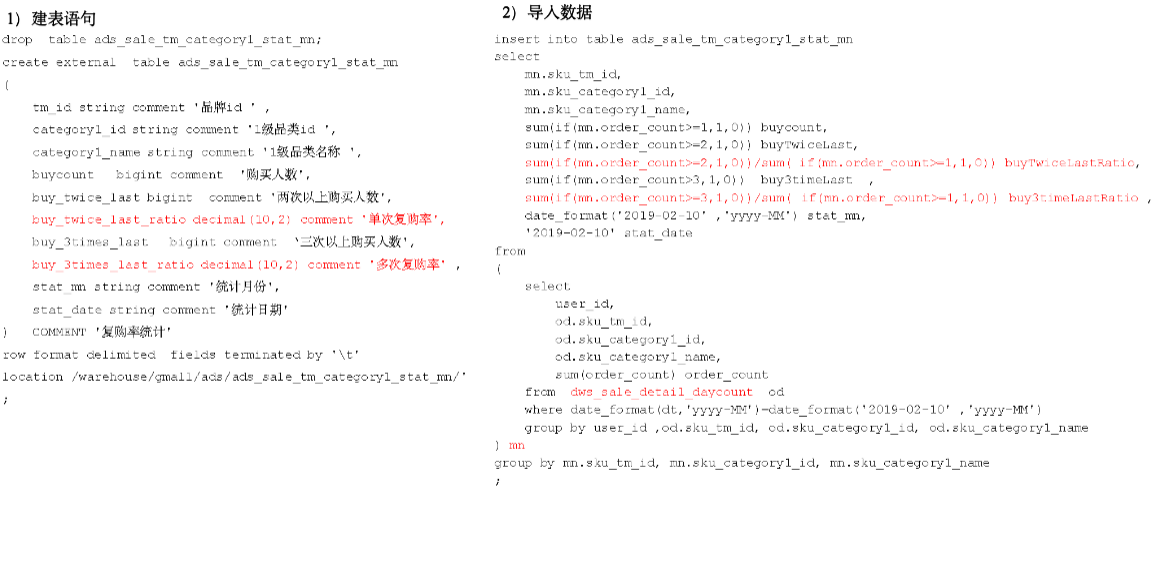 1）建表语句
drop  table ads_sale_tm_category1_stat_mn;
create external  table ads_sale_tm_category1_stat_mn
(
    tm_id string comment '品牌id ' ,
    category1_id string comment '1级品类id ',
    category1_name string comment '1级品类名称 ',
    buycount   bigint comment  '购买人数',
    buy_twice_last bigint  comment '两次以上购买人数',
    buy_twice_last_ratio decimal(10,2) comment '单次复购率',
    buy_3times_last   bigint comment  '三次以上购买人数',
    buy_3times_last_ratio decimal(10,2) comment '多次复购率' ,
    stat_mn string comment '统计月份',
    stat_date string comment '统计日期'
)   COMMENT '复购率统计'
row format delimited  fields terminated by '\t'
location /warehouse/gmall/ads/ads_sale_tm_category1_stat_mn/'
;
2）导入数据
insert into table ads_sale_tm_category1_stat_mn
select
    mn.sku_tm_id,
    mn.sku_category1_id,
    mn.sku_category1_name,
    sum(if(mn.order_count>=1,1,0)) buycount,
    sum(if(mn.order_count>=2,1,0)) buyTwiceLast,
    sum(if(mn.order_count>=2,1,0))/sum( if(mn.order_count>=1,1,0)) buyTwiceLastRatio,
    sum(if(mn.order_count>3,1,0))  buy3timeLast  ,
    sum(if(mn.order_count>=3,1,0))/sum( if(mn.order_count>=1,1,0)) buy3timeLastRatio ,
    date_format('2019-02-10' ,'yyyy-MM') stat_mn,
    '2019-02-10' stat_date
from
(
    select
        user_id,
        od.sku_tm_id,
        od.sku_category1_id,
        od.sku_category1_name,
        sum(order_count) order_count
    from  dws_sale_detail_daycount  od
    where date_format(dt,'yyyy-MM')=date_format('2019-02-10' ,'yyyy-MM')
    group by user_id ,od.sku_tm_id, od.sku_category1_id, od.sku_category1_name
) mn
group by mn.sku_tm_id, mn.sku_category1_id, mn.sku_category1_name
;